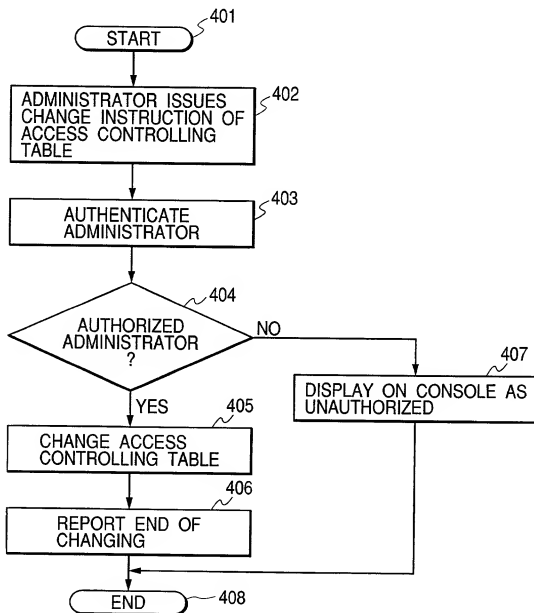 START
401
ADMINISTRATOR ISSUES
CHANGE INSTRUCTION OF
ACCESS CONTROLLING
TABLE
402
AUTHENTICATE
ADMINISTRATOR
403
AUTHORIZED
ADMINISTRATOR
?
404
NO
YES
407
DISPLAY ON CONSOLE AS
UNAUTHORIZED
405
CHANGE ACCESS
CONTROLLING TABLE
406
REPORT END OF
CHANGING
END
408